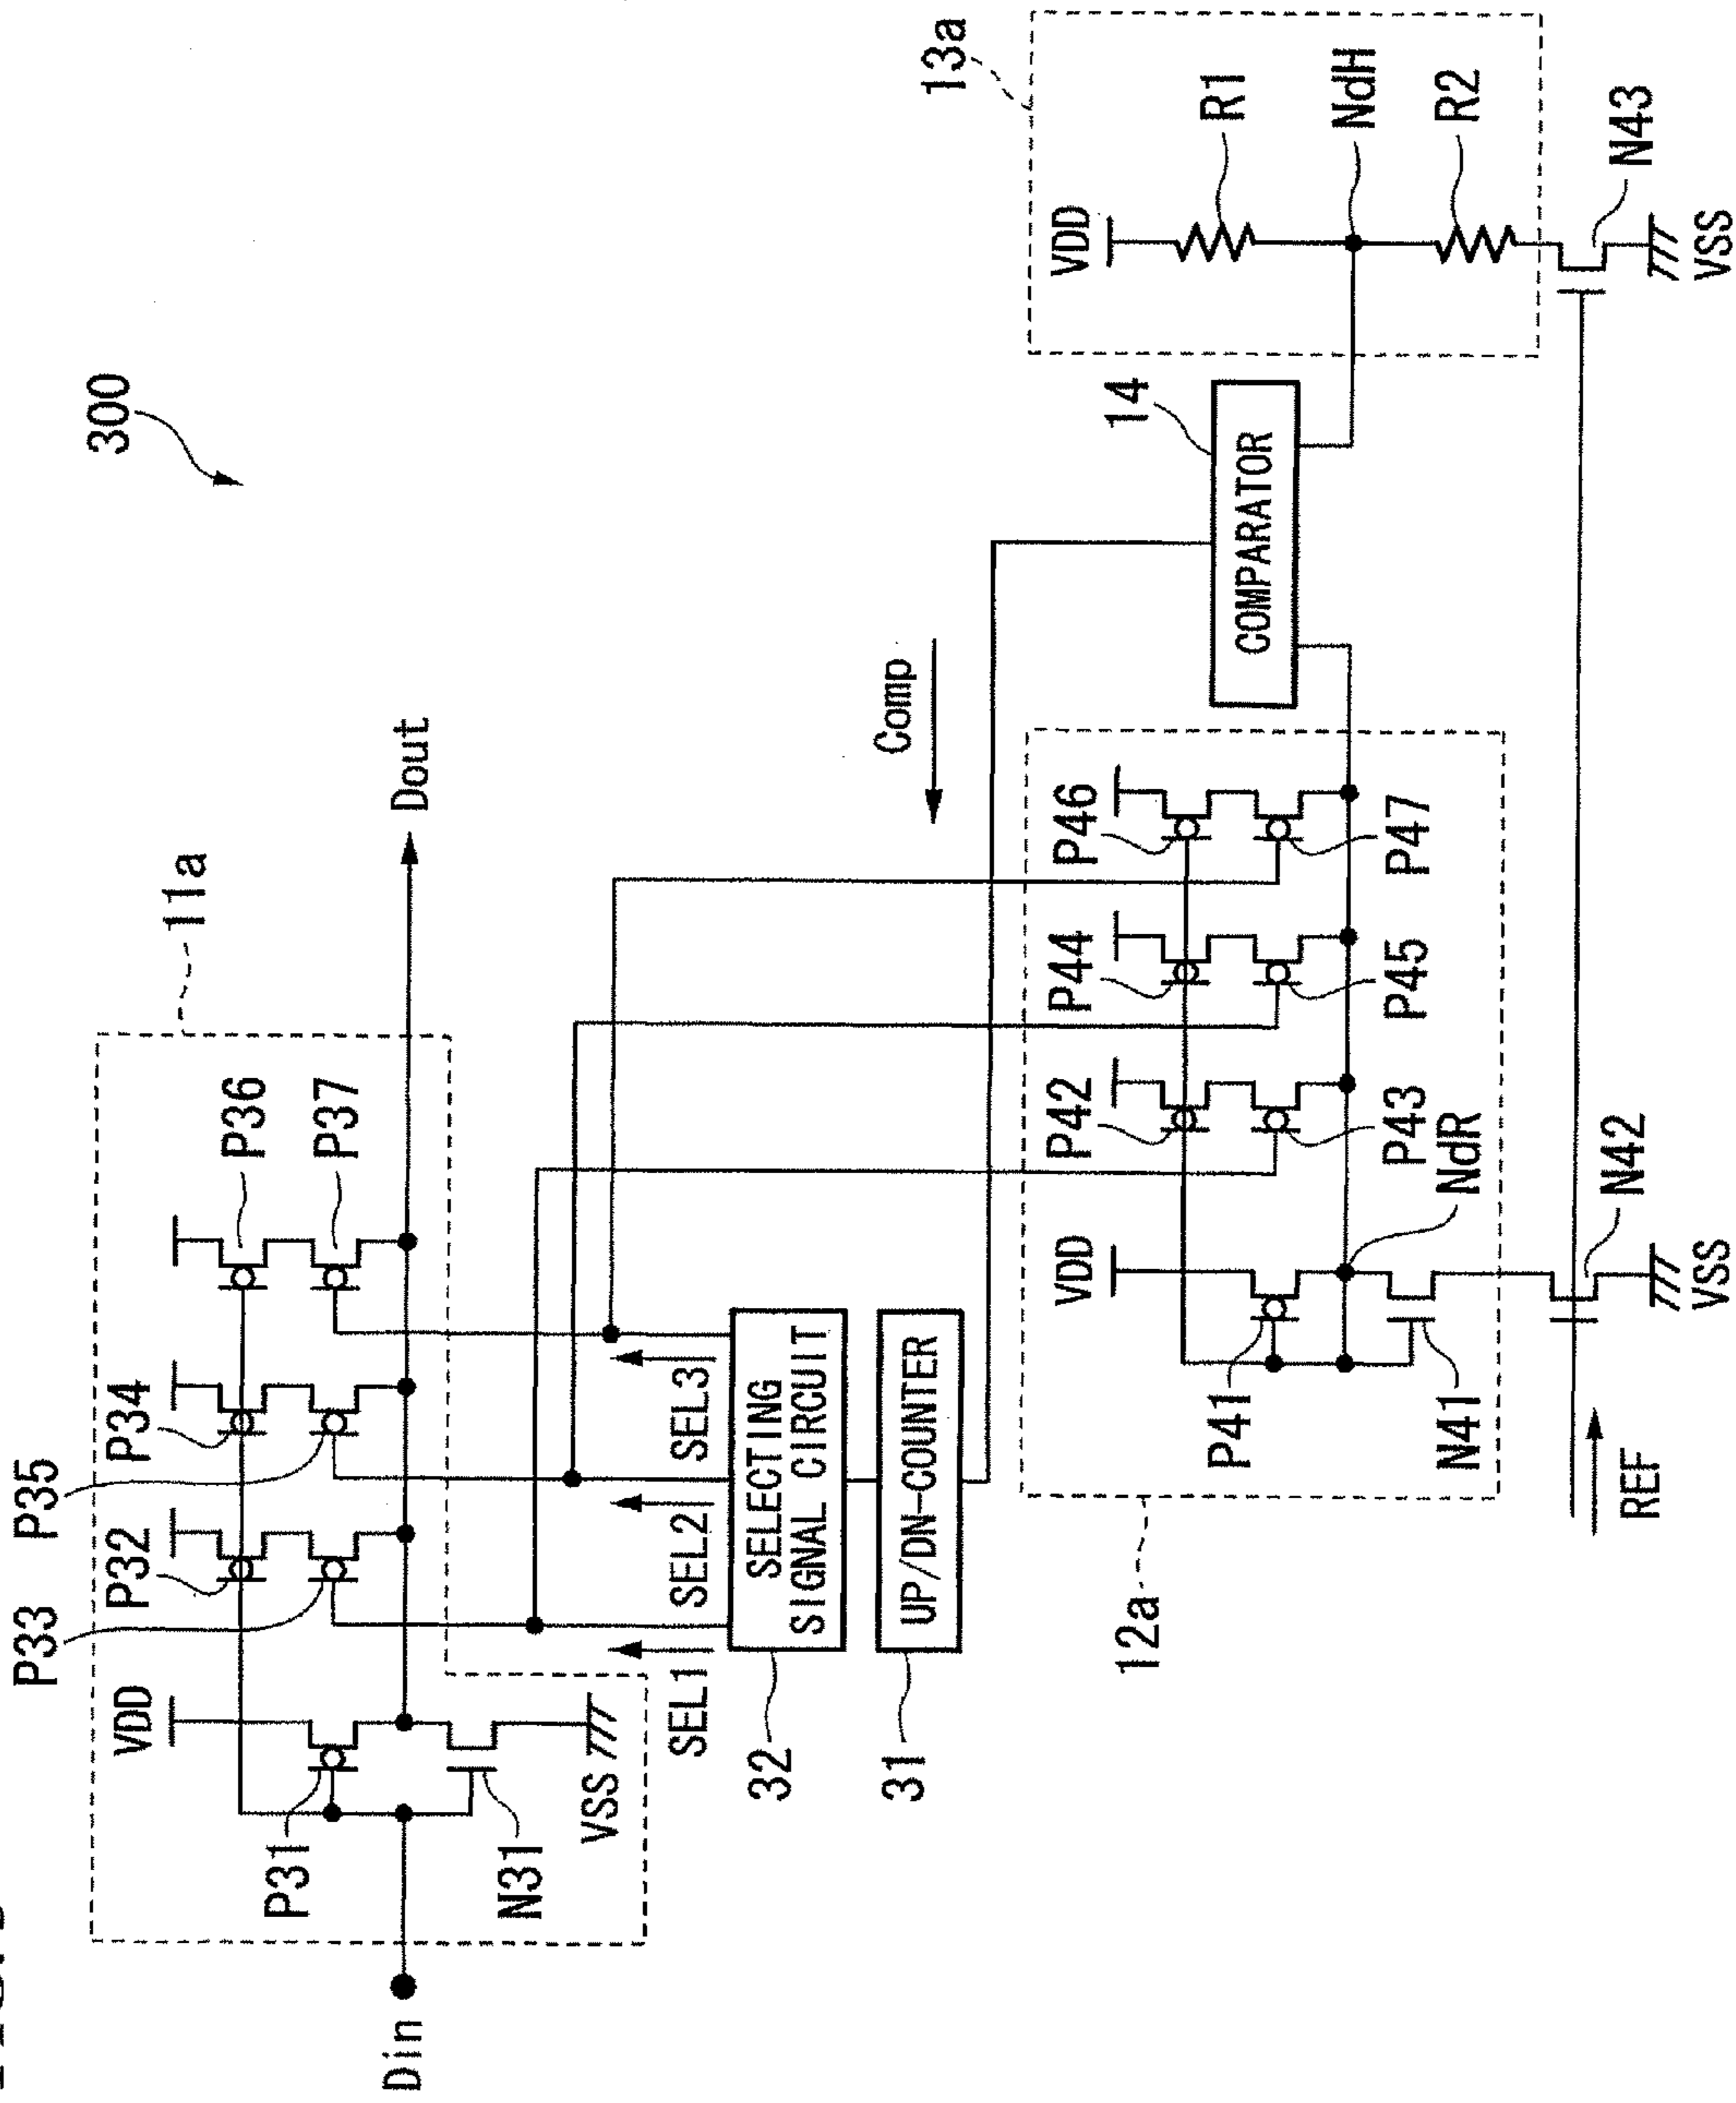 300
11a
P35
P33
P32
P34
P36
P37
VDD
P31
N31
VSS
Din
Dout
SEL1
SEL2
SEL3
SELECTING
SIGNAL CIRCUIT
32
UP/DN-COUNTER
31
Comp
COMPARATOR
14
13a
VDD
R1
NdH
R2
N43
VSS
12a
VDD
P42
P44
P46
P43
P45
P47
NdR
P41
N41
N42
VSS
REF